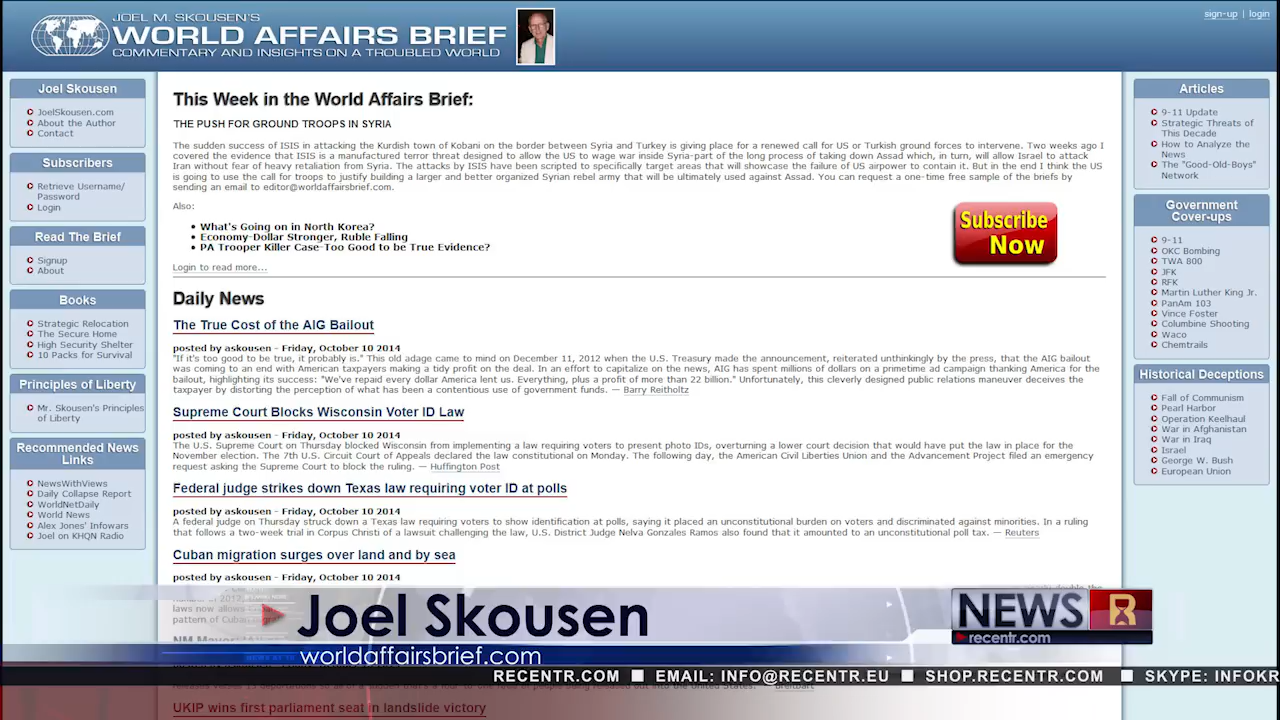 JOEL M. SKOUSEN'S
WORLD AFFAIRS BRIEF
COMMENTARY AND INSIGHTS ON A TROUBLED WORLD
sign-up | login
Joel Skousen
JoelSkousen.com
About the Author
Contact
Subscribers
Retrieve Username/
Password
Login
Read The Brief
Signup
About
Books
Strategic Relocation
The Secure Home
High Security Shelter
10 Packs for Survival
Principles of Liberty
Mr. Skousen's Principles
of Liberty
Recommended News
Links
NewsWithViews
Daily Collapse Report
WorldNetDaily
World News
Alex Jones' Infowars
Joel on KHQN Radio
This Week in the World Affairs Brief:
THE PUSH FOR GROUND TROOPS IN SYRIA
The sudden success of ISIS in attacking the Kurdish town of Kobani on the border between Syria and Turkey is giving place for a renewed call for US or Turkish ground forces to intervene. Two weeks ago I
covered the evidence that ISIS is a manufactured terror threat designed to allow the US to wage war inside Syria-part of the long process of taking down Assad which, in turn, will allow Israel to attack
Iran without fear of heavy retaliation from Syria. The attacks by ISIS have been scripted to specifically target areas that will showcase the failure of US airpower to contain it. But in the end I think the US
is going to use the call for troops to justify building a larger and better organized Syrian rebel army that will be ultimately used against Assad. You can request a one-time free sample of the briefs by
sending an email to editor@worldaffairsbrief.com.
Also:
What's Going on in North Korea?
Economy-Dollar Stronger, Ruble Falling
PA Trooper Killer Case-Too Good to be True Evidence?
Login to read more...
Subscribe
Now
Daily News
The True Cost of the AIG Bailout
posted by askousen - Friday, October 10 2014
"If it's too good to be true, it probably is." This old adage came to mind on December 11, 2012 when the U.S. Treasury made the announcement, reiterated unthinkingly by the press, that the AIG bailout
was coming to an end with American taxpayers making a tidy profit on the deal. In an effort to capitalize on the news, AIG has spent millions of dollars on a primetime ad campaign thanking America for the
bailout, highlighting its success: "We've repaid every dollar America lent us. Everything, plus a profit of more than 22 billion." Unfortunately, this cleverly designed public relations maneuver deceives the
taxpayer by distorting the perception of what has been a contentious use of government funds. — Barry Reitholtz
Supreme Court Blocks Wisconsin Voter ID Law
posted by askousen - Friday, October 10 2014
The U.S. Supreme Court on Thursday blocked Wisconsin from implementing a law requiring voters to present photo IDs, overturning a lower court decision that would have put the law in place for the
November election. The 7th U.S. Circuit Court of Appeals declared the law constitutional on Monday. The following day, the American Civil Liberties Union and the Advancement Project filed an emergency
request asking the Supreme Court to block the ruling. — Huffington Post
Federal judge strikes down Texas law requiring voter ID at polls
posted by askousen - Friday, October 10 2014
A federal judge on Thursday struck down a Texas law requiring voters to show identification at polls, saying it placed an unconstitutional burden on voters and discriminated against minorities. In a ruling
that follows a two-week trial in Corpus Christi of a lawsuit challenging the law, U.S. District Judge Nelva Gonzales Ramos also found that it amounted to an unconstitutional poll tax. — Reuters
Cuban migration surges over land and by sea
posted by askousen - Friday, October 10 2014
laws now allows
pattern of Cuban
UKIP wins first parliament seat in landslide victory
Articles
9-11 Update
Strategic Threats of
This Decade
How to Analyze the
News
The "Good-Old-Boys"
Network
Government
Cover-ups
9-11
OKC Bombing
TWA 800
JFK
RFK
Martin Luther King Jr.
PanAm 103
Vince Foster
Columbine Shooting
Waco
Chemtrails
Historical Deceptions
Fall of Communism
Pearl Harbor
Operation Keelhaul
War in Afghanistan
War in Iraq
Israel
George W. Bush
European Union
Joel Skousen
worldaffairsbrief.com
NEWS R
recentr.com
RECENTR.COM ■ EMAIL: INFO@RECENTR.EU ■ SHOP.RECENTR.COM ■ SKYPE: INFOKR